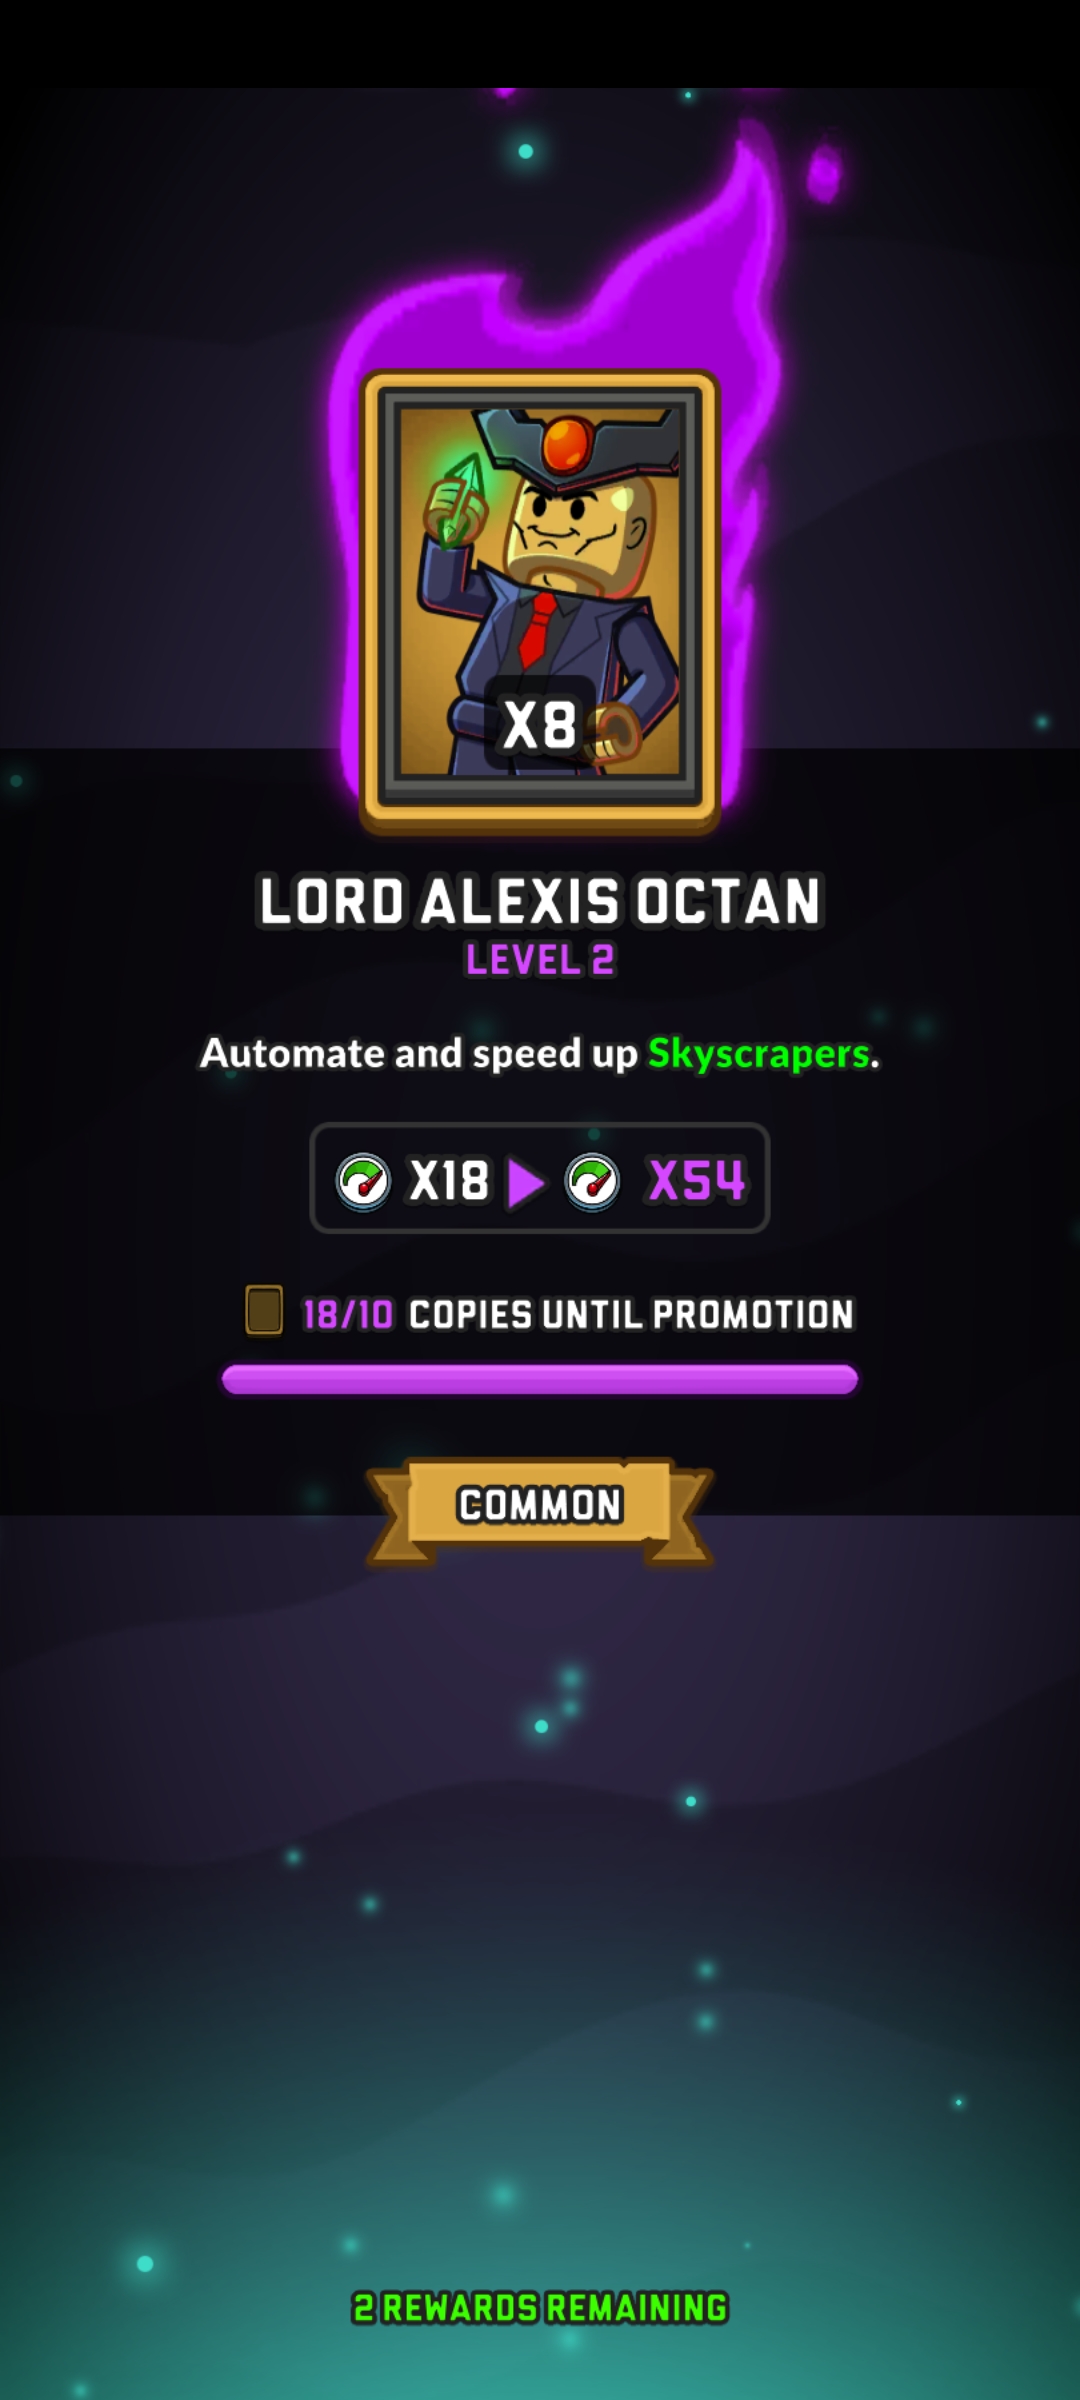 X8
LORD ALEXIS OCTAN
LEVEL 2
Automate and speed up Skyscrapers.
X18 X54
18/10 COPIES UNTIL PROMOTION
COMMON
2 REWARDS REMAINING